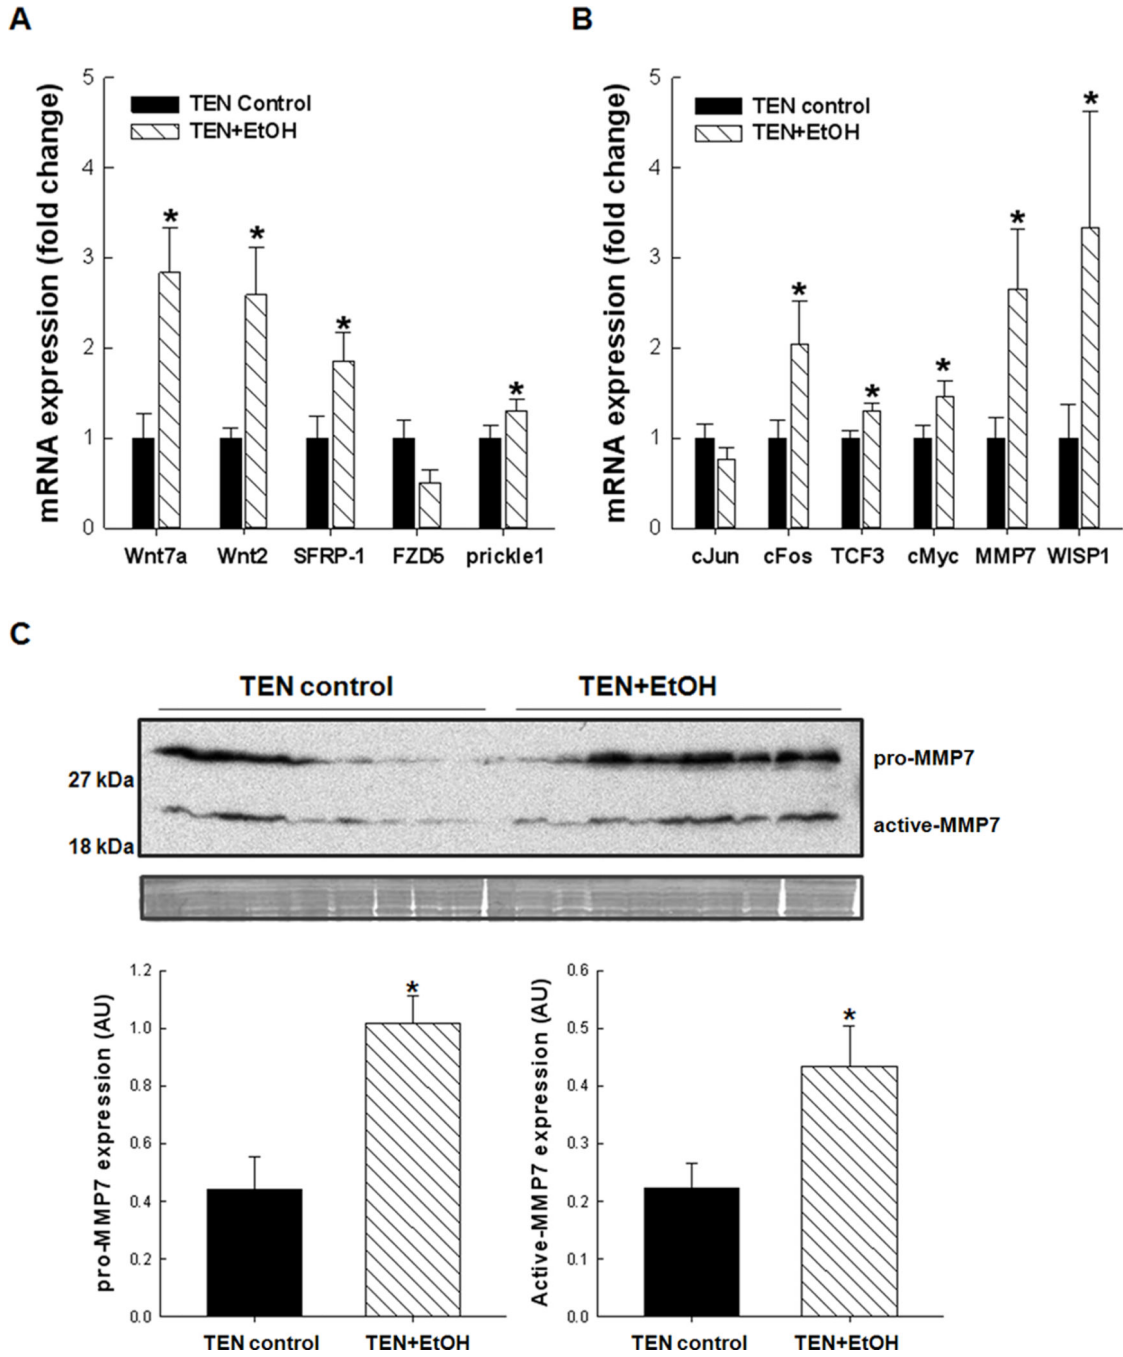 A
mRNA expression (fold change)
5
4
3
2
1
0
TEN Control
TEN+EtOH
*
*
*
*
Wnt7a Wnt2 SFRP-1 FZD5 prickle1
B
mRNA expression (fold change)
5
4
3
2
1
0
TEN control
TEN+EtOH
*
*
*
*
*
cJun cFos TCF3 cMyc MMP7 WISP1
C
TEN control TEN+EtOH
27 kDa
18 kDa
pro-MMP7
active-MMP7
pro-MMP7 expression (AU)
1.2
1.0
0.8
0.6
0.4
0.2
0.0
*
TEN control TEN+EtOH
Active-MMP7 expression (AU)
0.6
0.5
0.4
0.3
0.2
0.1
0.0
*
TEN control TEN+EtOH